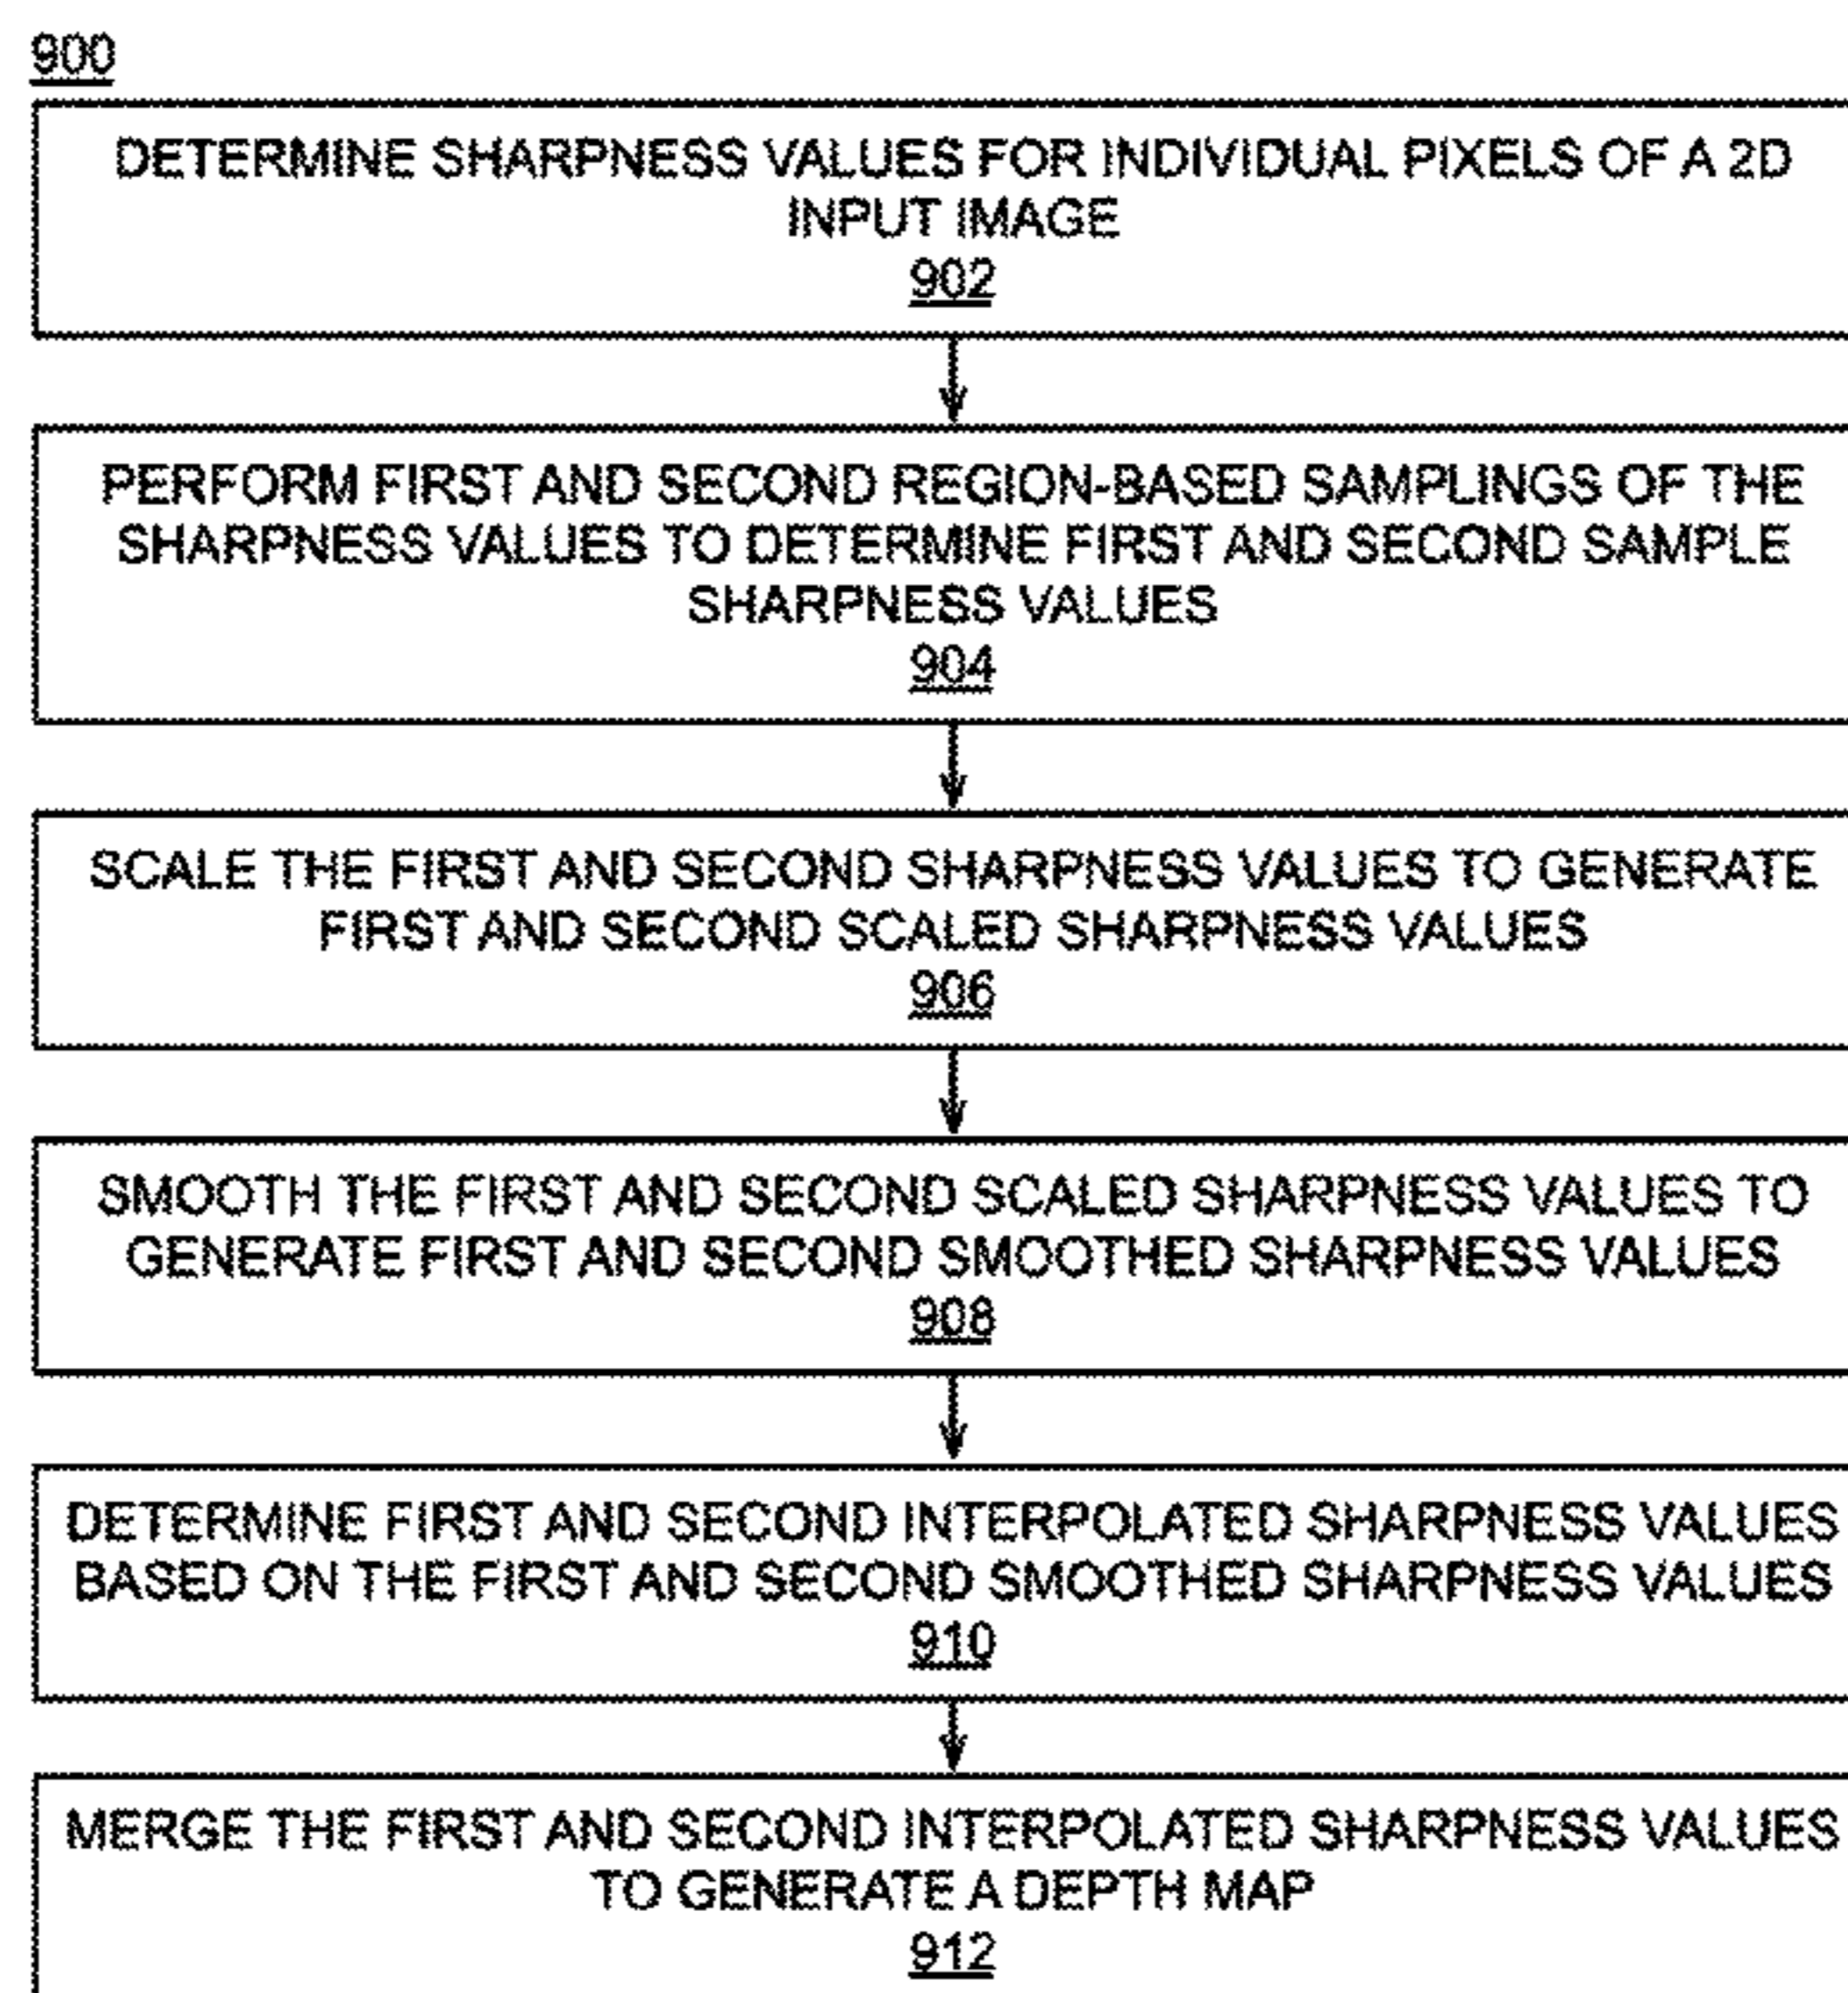 900
DETERMINE SHARPNESS VALUES FOR INDIVIDUAL PIXELS OF A 2D
INPUT IMAGE
902
PERFORM FIRST AND SECOND REGION-BASED SAMPLINGS OF THE
SHARPNESS VALUES TO DETERMINE FIRST AND SECOND SAMPLE
SHARPNESS VALUES
904
SCALE THE FIRST AND SECOND SHARPNESS VALUES TO GENERATE
FIRST AND SECOND SCALED SHARPNESS VALUES
906
SMOOTH THE FIRST AND SECOND SCALED SHARPNESS VALUES TO
GENERATE FIRST AND SECOND SMOOTHED SHARPNESS VALUES
908
DETERMINE FIRST AND SECOND INTERPOLATED SHARPNESS VALUES
BASED ON THE FIRST AND SECOND SMOOTHED SHARPNESS VALUES
910
MERGE THE FIRST AND SECOND INTERPOLATED SHARPNESS VALUES
TO GENERATE A DEPTH MAP
912